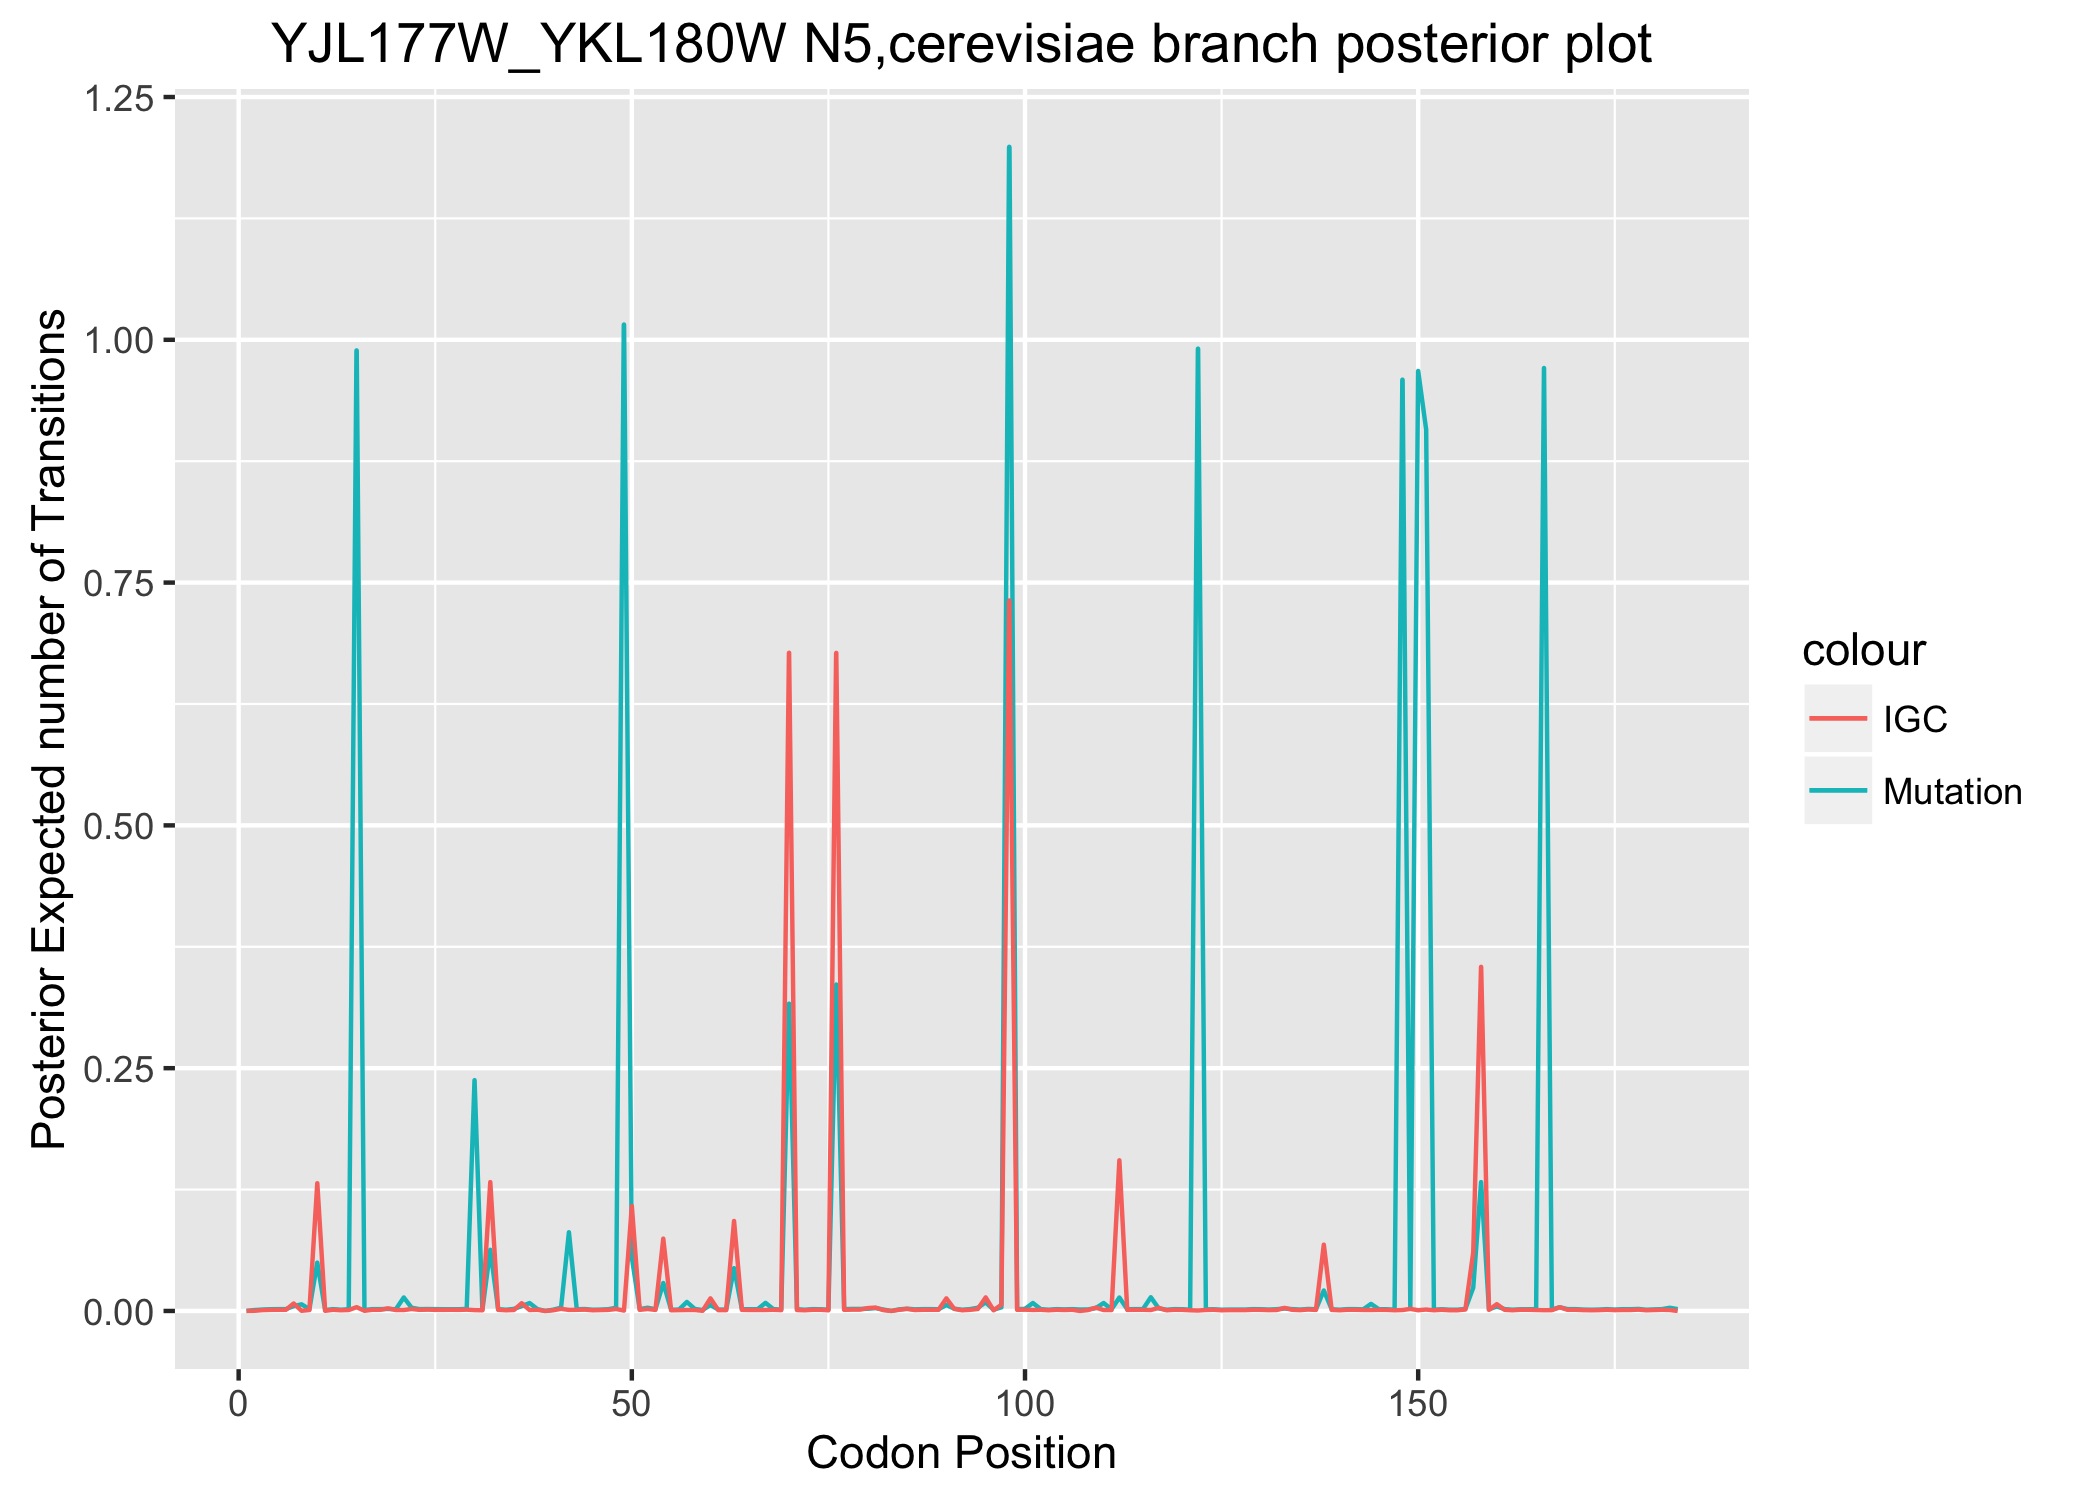 YJL177W_YKL180W N5,cerevisiae branch posterior plot
1.25
1.00
0.75
0.50
0.25
0.00
Posterior Expected number of Transitions
0 50 100 150
Codon Position
colour
IGC
Mutation